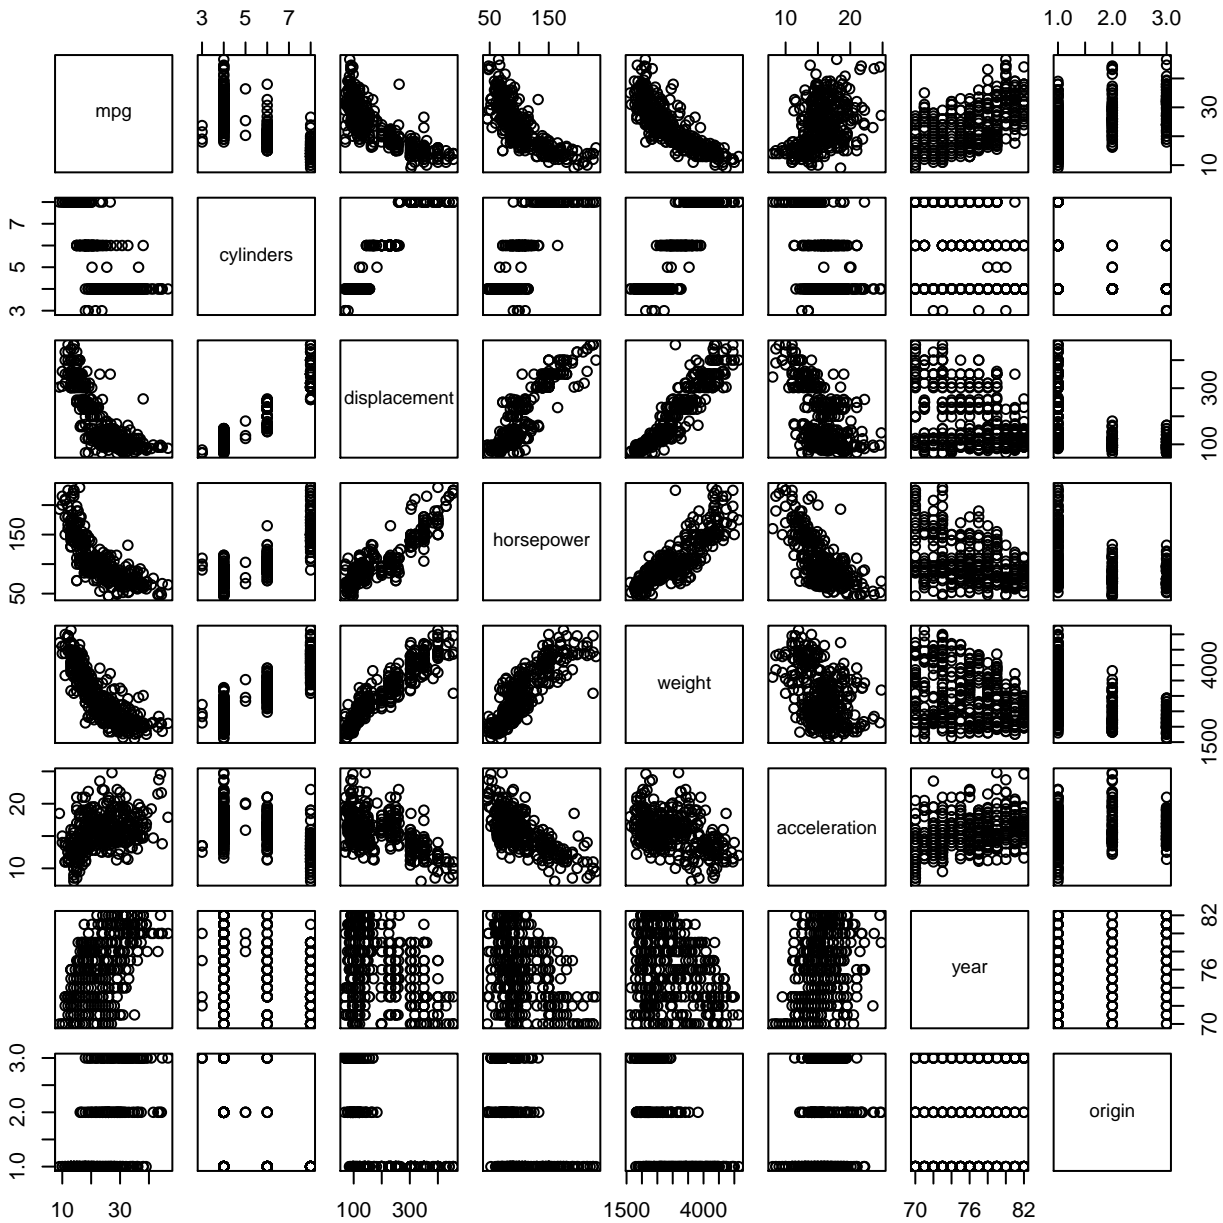 3 5 7 50 150 10 20 1.0 2.0 3.0
mpg 10 30
3 5 7 cylinders
displacement 100 300
50 150 horsepower
weight 1500 4000
10 20 acceleration
year 70 76 82
1.0 2.0 3.0 origin
10 30 100 300 1500 4000 70 76 82